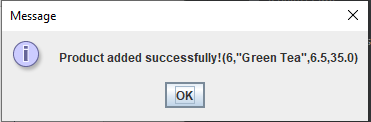 Message
Product added successfully!(6,"Green Tea",6.5,35.0)
OK